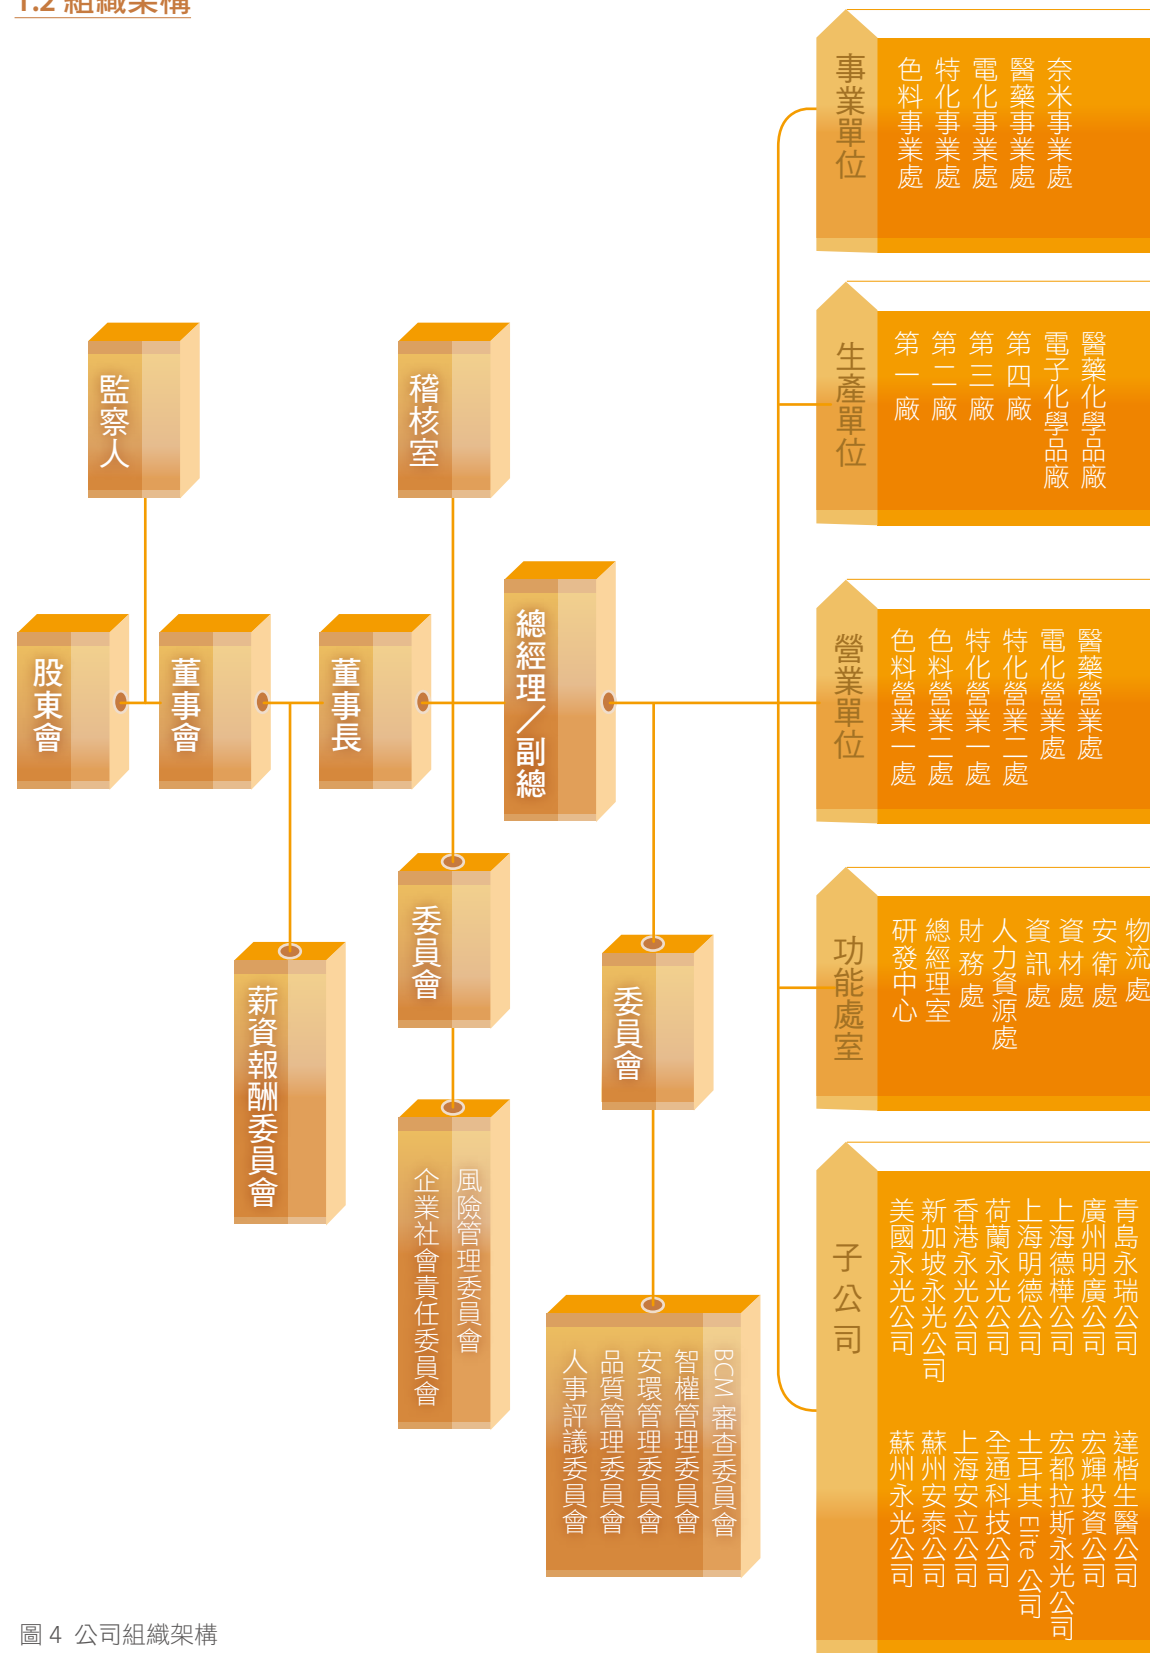 1.2 組織架構
監察人
稽核室
股東會
董事會
董事長
總經理／副總
薪資報酬委員會
委員會
企業社會責任委員會
風險管理委員會
委員會
人事評議委員會
品質管理委員會
安環管理委員會
智權管理委員會
BCM 審查委員會
事業單位
色料事業處
特化事業處
電化事業處
醫藥事業處
奈米事業處
生產單位
第一廠
第二廠
第三廠
第四廠
電子化學品廠
醫藥化學品廠
營業單位
色料營業一處
色料營業二處
特化營業一處
特化營業二處
電化營業處
醫藥營業處
功能處室
研發中心
總經理室
財務處
人力資源處
資訊處
資材處
安衛處
物流處
子公司
美國永光公司
新加坡永光公司
香港永光公司
荷蘭永光公司
上海明德公司
上海德樺公司
廣州明廣公司
青島永瑞公司
蘇州永光公司
蘇州安泰公司
上海安立公司
全通科技公司
土耳其 Elite 公司
宏都拉斯永光公司
宏輝投資公司
達楷生醫公司
圖 4 公司組織架構